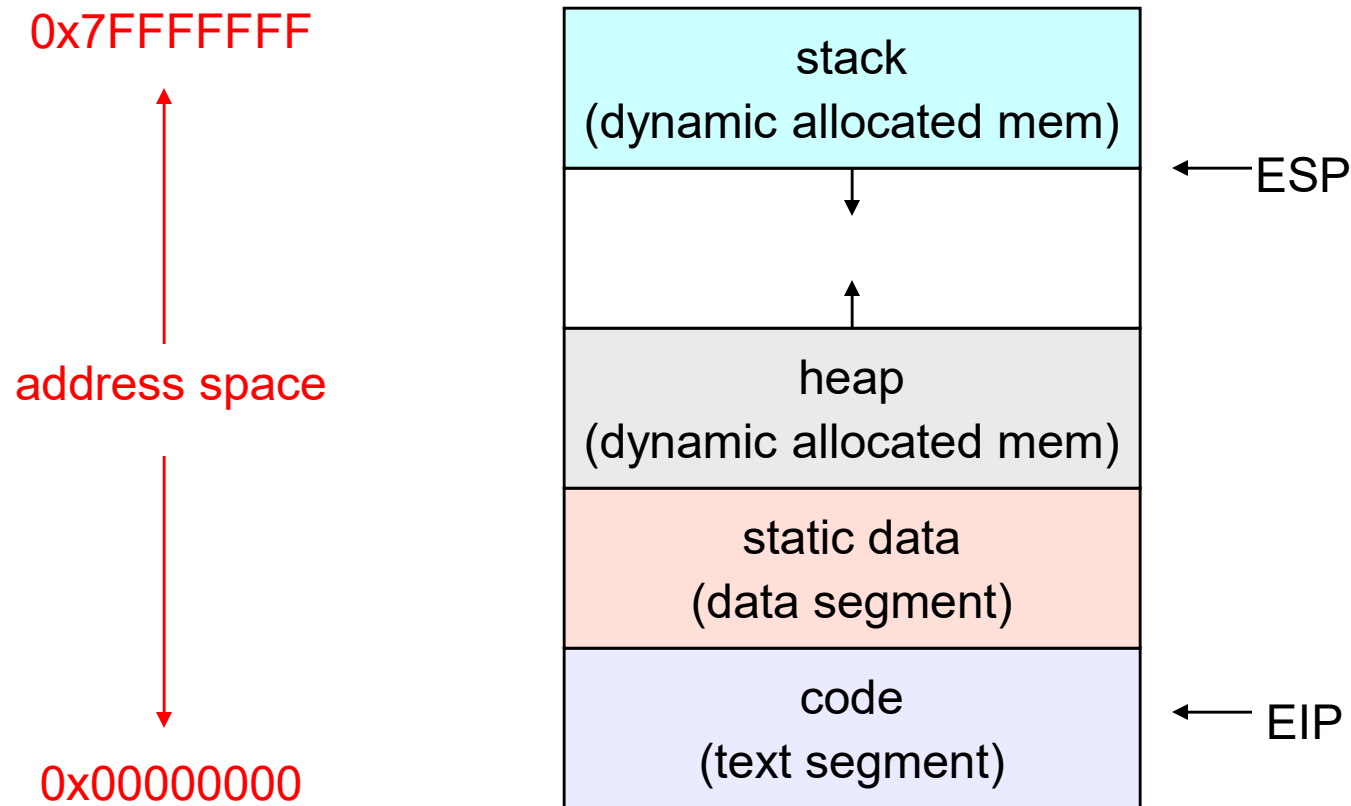 0x7FFFFFFF
stack
(dynamic allocated mem)
ESP
address space
heap
(dynamic allocated mem)
static data
(data segment)
code
(text segment)
EIP
0x00000000